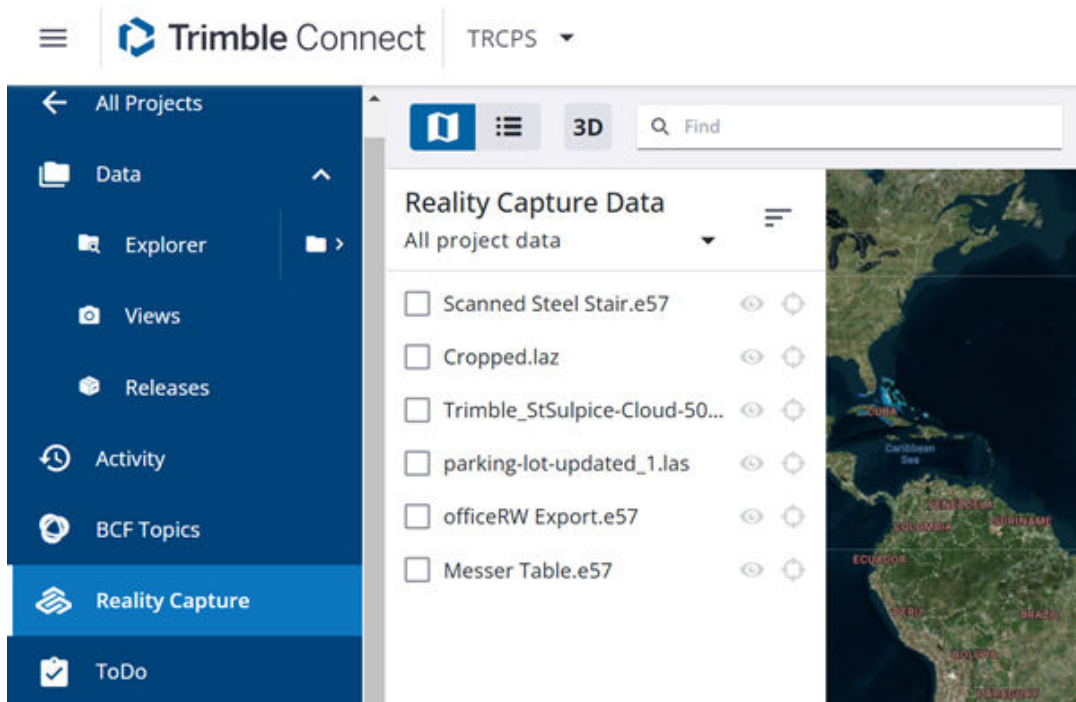 Trimble Connect TRCPS
All Projects
Data
Explorer
Views
Releases
Activity
BCF Topics
Reality Capture
ToDo
3D Find
Reality Capture Data
All project data
Scanned Steel Stair.e57
Cropped.laz
Trimble_StSulpice-Cloud-50...
parking-lot-updated_1.las
officeRW Export.e57
Messer Table.e57
CUBA
Caribbean
Sea
VENEZUELA
COLOMBIA
SURINAME
ECUADOR
PERU
BRAZIL
BOLIVIA
PARAGUAY